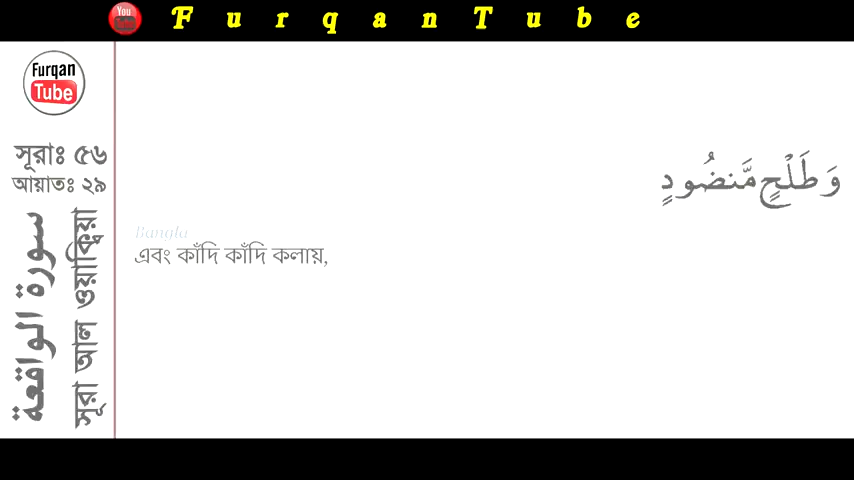 You Tube
F u r q a n T u b e
Furqan
Tube
সূরাঃ ৫৬
আয়াতঃ ২৯
سورة الواقعة
সূরা আল ওয়াক্বিয়া
وَطَلْحٍ مَّنضُودٍ
Bangla
এবং কাঁদি কাঁদি কলায়,